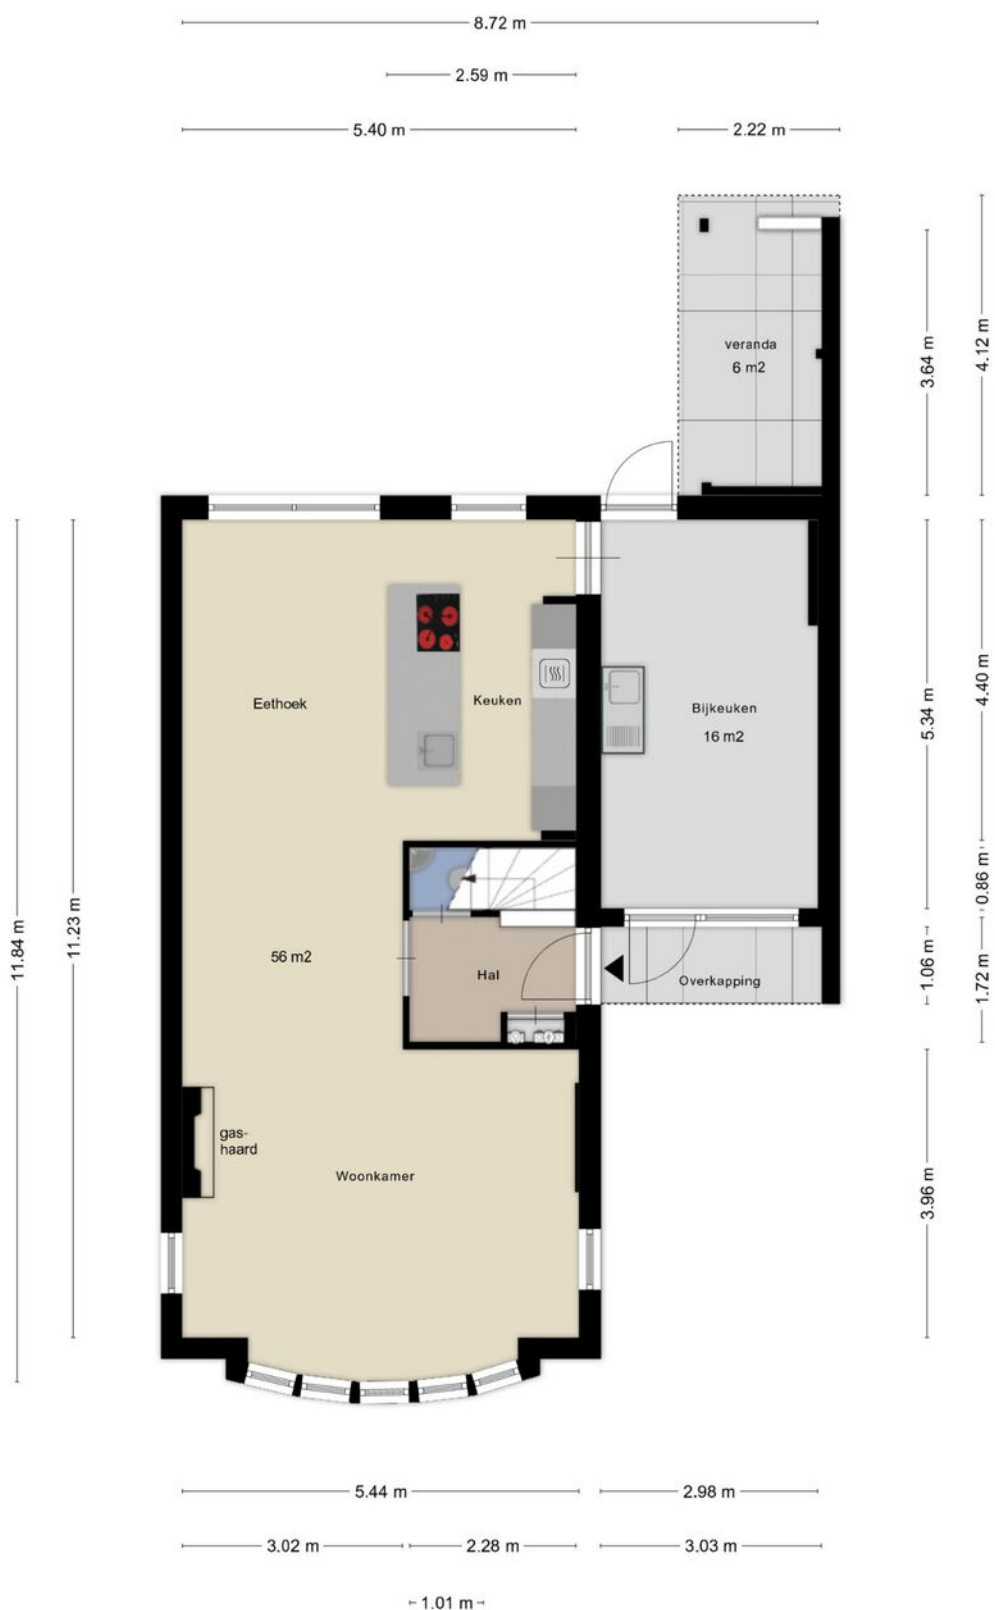 8.72 m
2.59 m
5.40 m
2.22 m
veranda
6 m2
3.64 m
4.12 m
Eethoek
Keuken
Bijkeuken
16 m2
5.34 m
4.40 m
0.86 m
11.84 m
11.23 m
56 m2
Hal
Overkapping
1.06 m
1.72 m
gas-
haard
Woonkamer
3.96 m
5.44 m
2.98 m
3.02 m
2.28 m
3.03 m
1.01 m